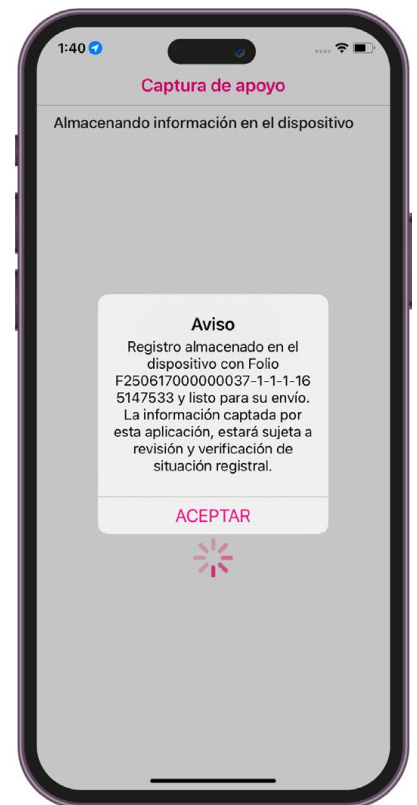 1:40
Captura de apoyo
Almacenando información en el dispositivo
Aviso
Registro almacenado en el
dispositivo con Folio
F250617000000037-1-1-1-16
5147533 y listo para su envío.
La información captada por
esta aplicación, estará sujeta a
revisión y verificación de
situación registral.
ACEPTAR